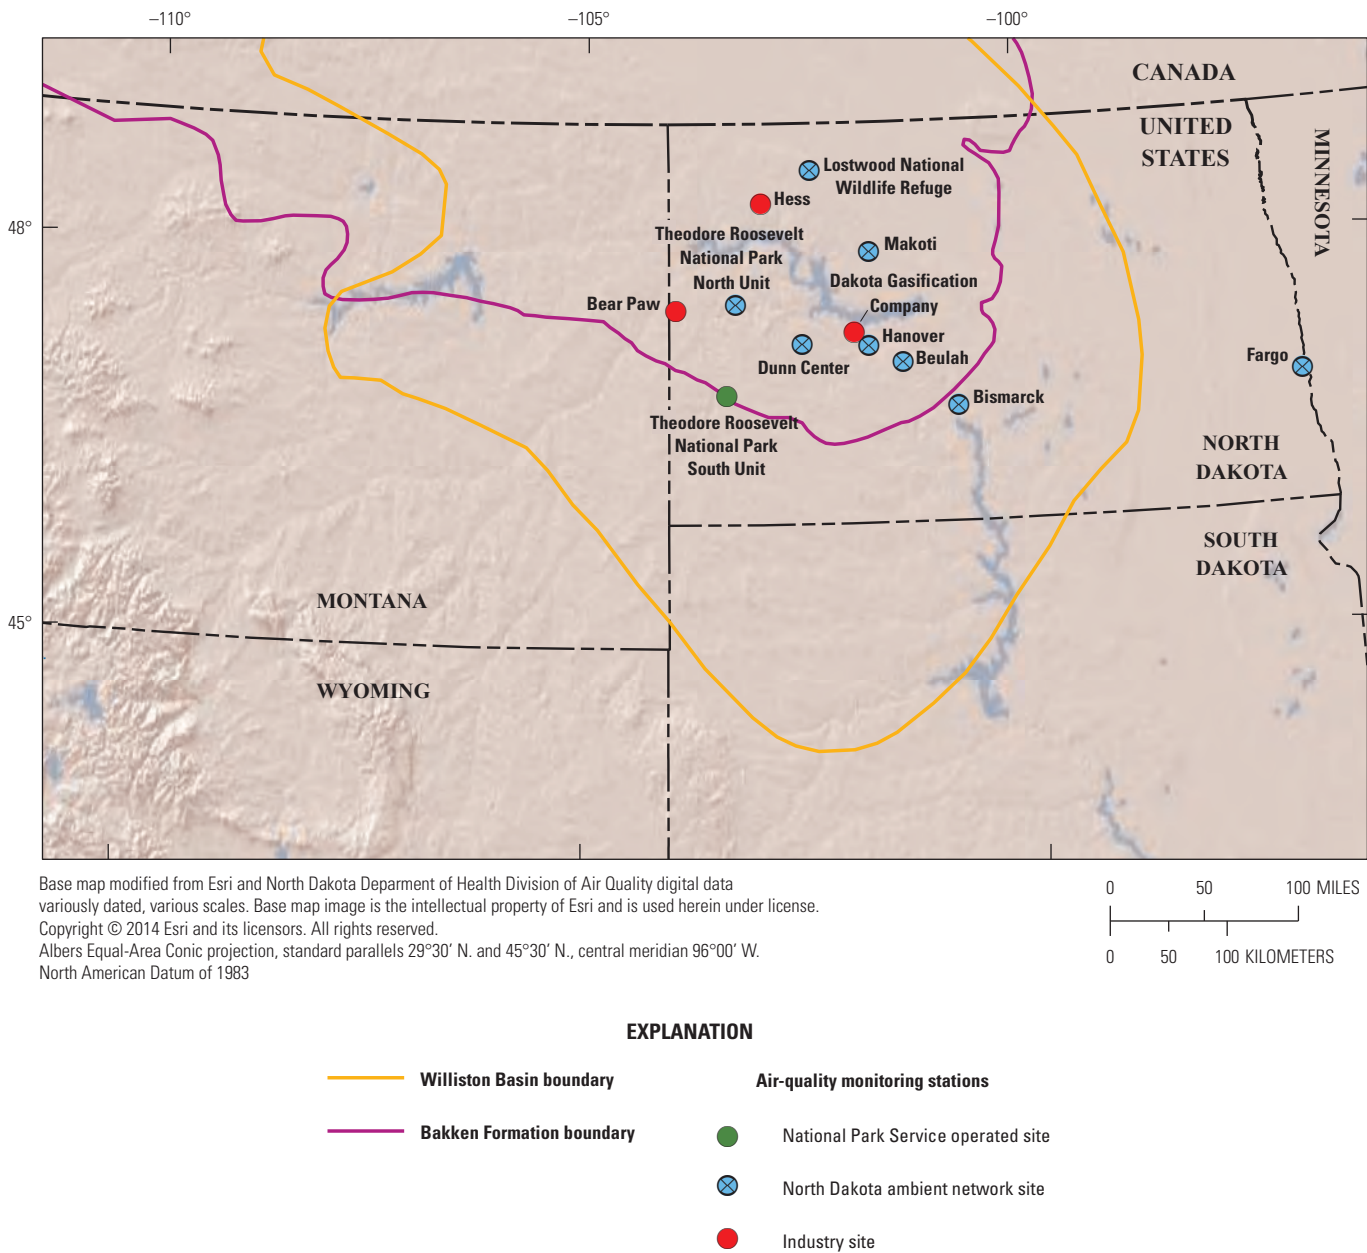 −110°
−105°
−100°
CANADA
UNITED
STATES
MINNESOTA
48°
Lostwood National
Wildlife Refuge
Hess
Theodore Roosevelt
National Park
North Unit
Makoti
Dakota Gasification
Company
Bear Paw
Hanover
Beulah
Dunn Center
Fargo
Bismarck
Theodore Roosevelt
National Park
South Unit
NORTH
DAKOTA
SOUTH
DAKOTA
45°
MONTANA
WYOMING
Base map modified from Esri and North Dakota Deparment of Health Division of Air Quality digital data
variously dated, various scales. Base map image is the intellectual property of Esri and is used herein under license.
Copyright © 2014 Esri and its licensors. All rights reserved.
Albers Equal-Area Conic projection, standard parallels 29°30′ N. and 45°30′ N., central meridian 96°00′ W.
North American Datum of 1983
0 50 100 MILES
0 50 100 KILOMETERS
EXPLANATION
Williston Basin boundary
Bakken Formation boundary
Air-quality monitoring stations
National Park Service operated site
North Dakota ambient network site
Industry site